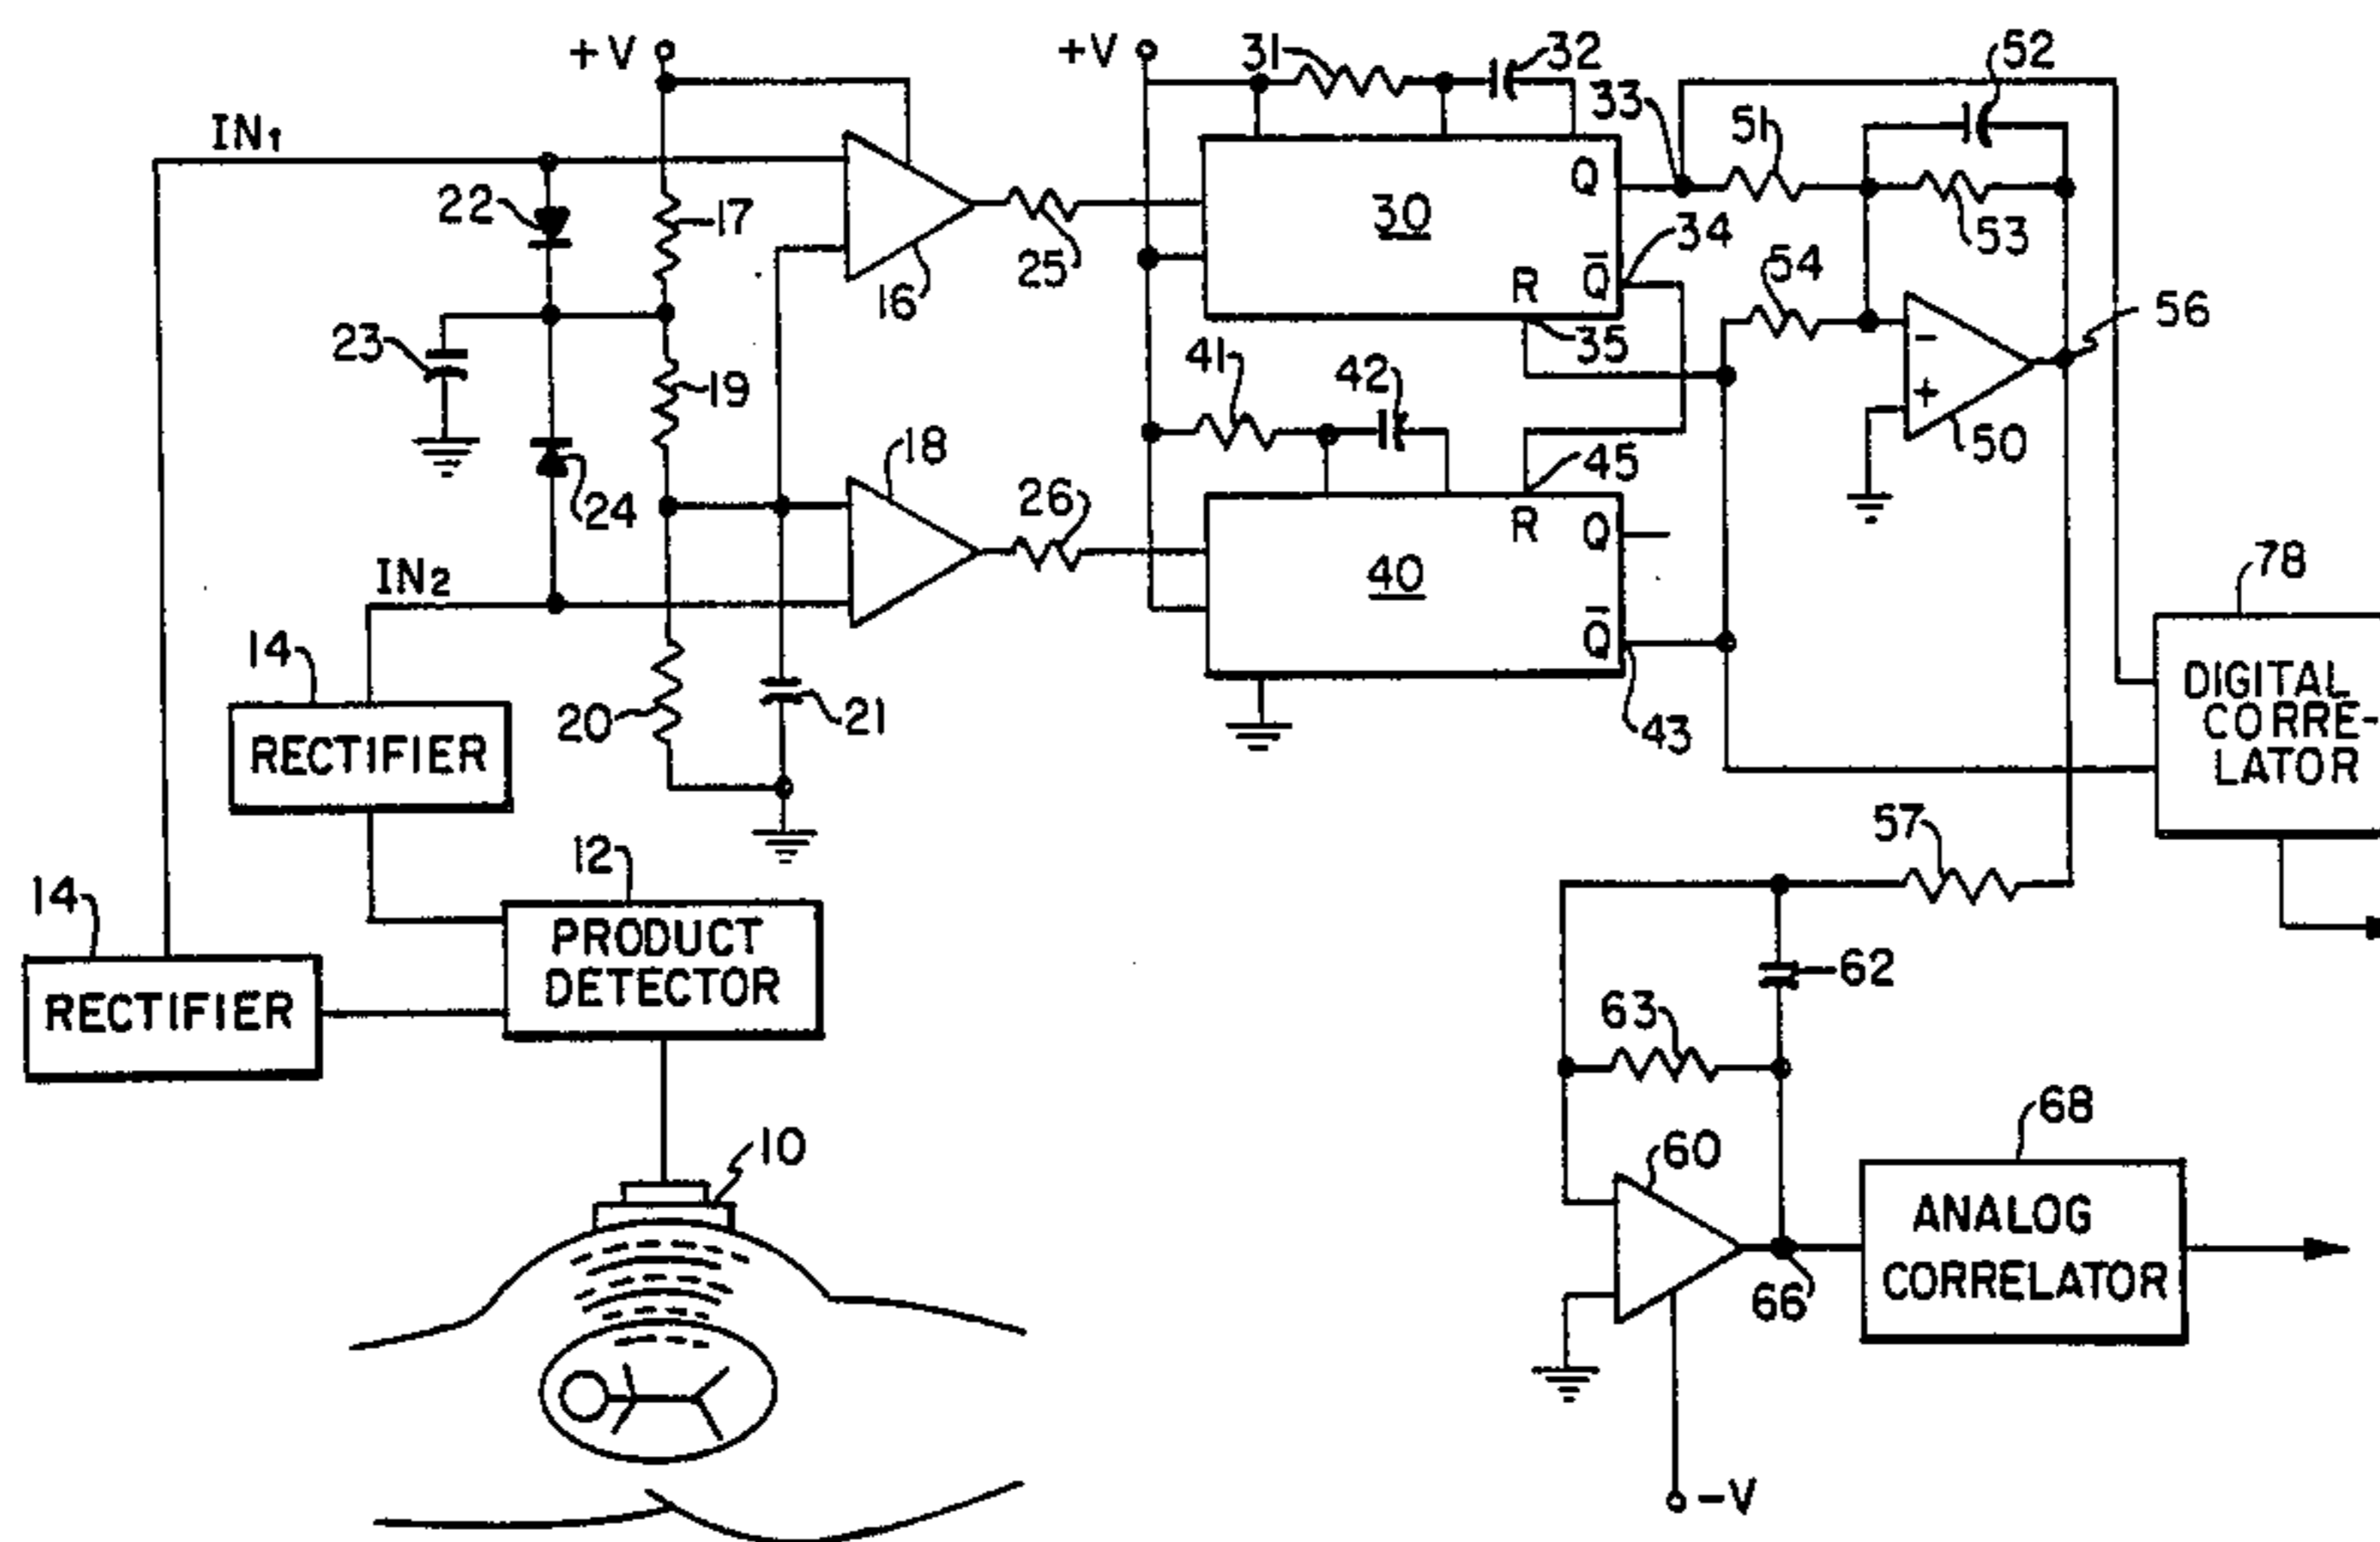 +V
+V
31
32
52
33
51
IN1
22
17
Q
30
34
53
25
16
54
Q̅
R
56
23
35
41
42
19
50
18
45
26
24
R
Q
40
IN2
78
14
Q̅
20
21
43
DIGITAL
CORRE-
LATOR
RECTIFIER
12
57
14
PRODUCT
DETECTOR
62
RECTIFIER
63
10
60
68
ANALOG
CORRELATOR
66
-V